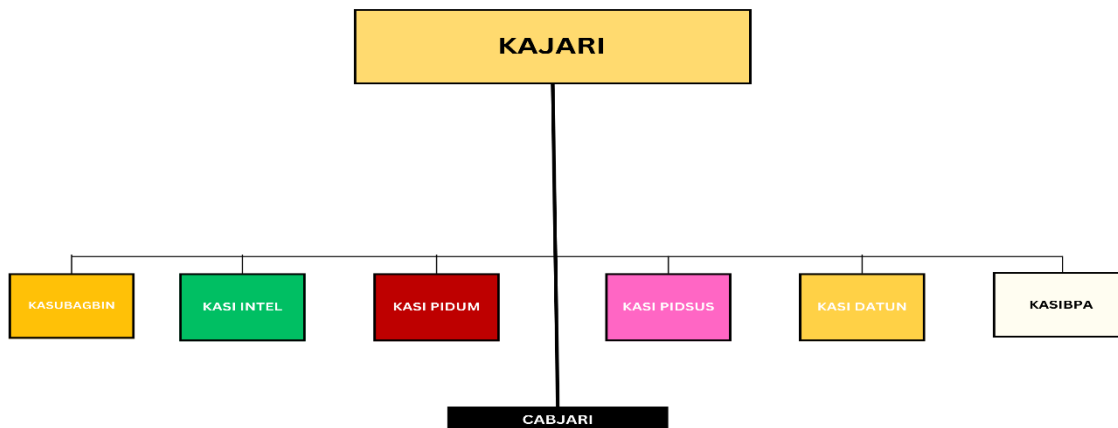 KAJARI
KASUBAGBIN
KASI INTEL
KASI PIDUM
KASI PIDSUS
KASI DATUN
KASIBPA
CABJARI